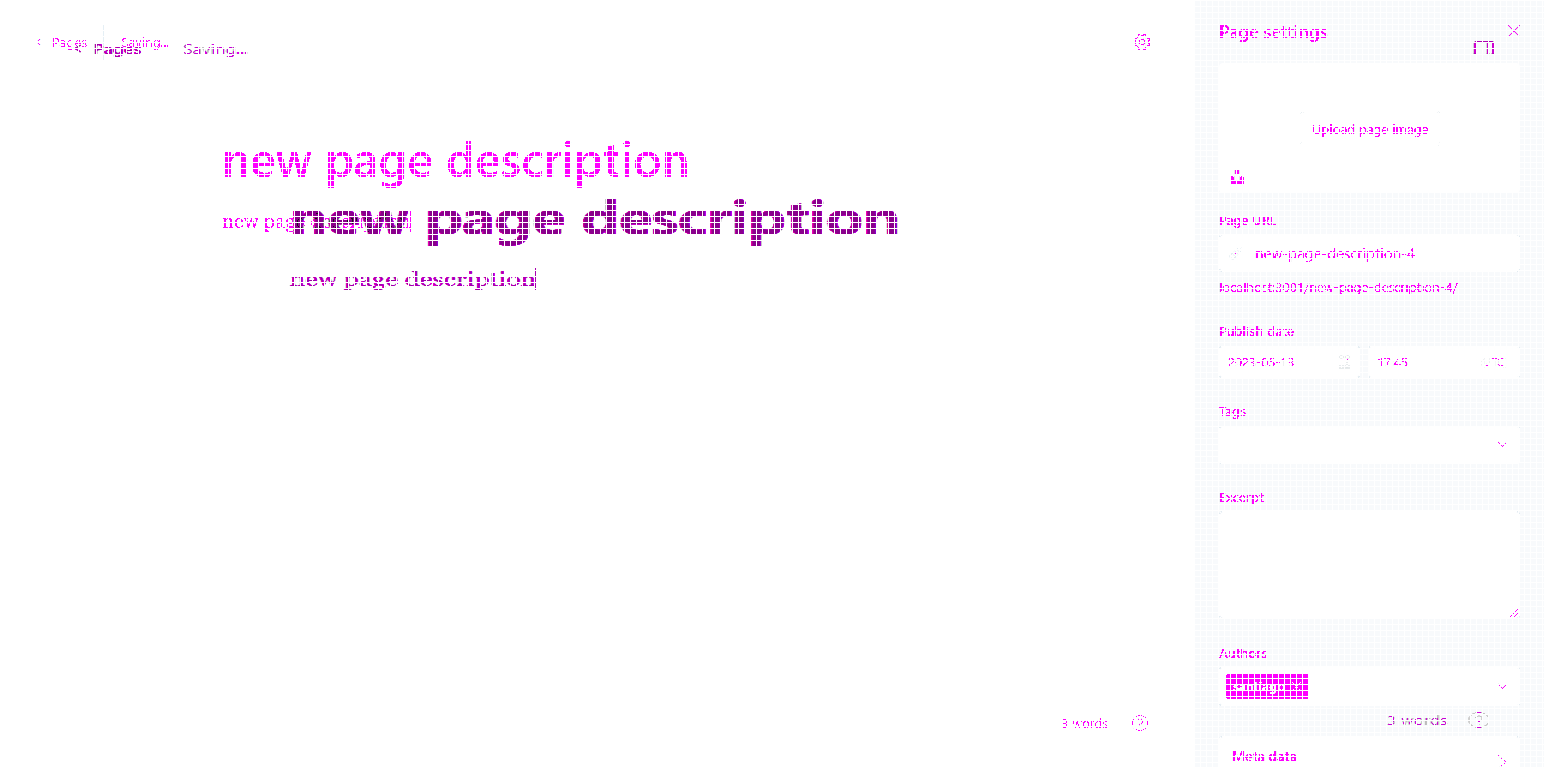 Pages Saving...
Pages Saving...
Page settings
Upload page image
new page description
new page
new page description
new page description
Page URL
new-page-description-4
localhost:3001/new-page-description-4/
Publish date
2023-05-13 17:45 UTC
Tags
Excerpt
Authors
3 words
3 words
Meta data